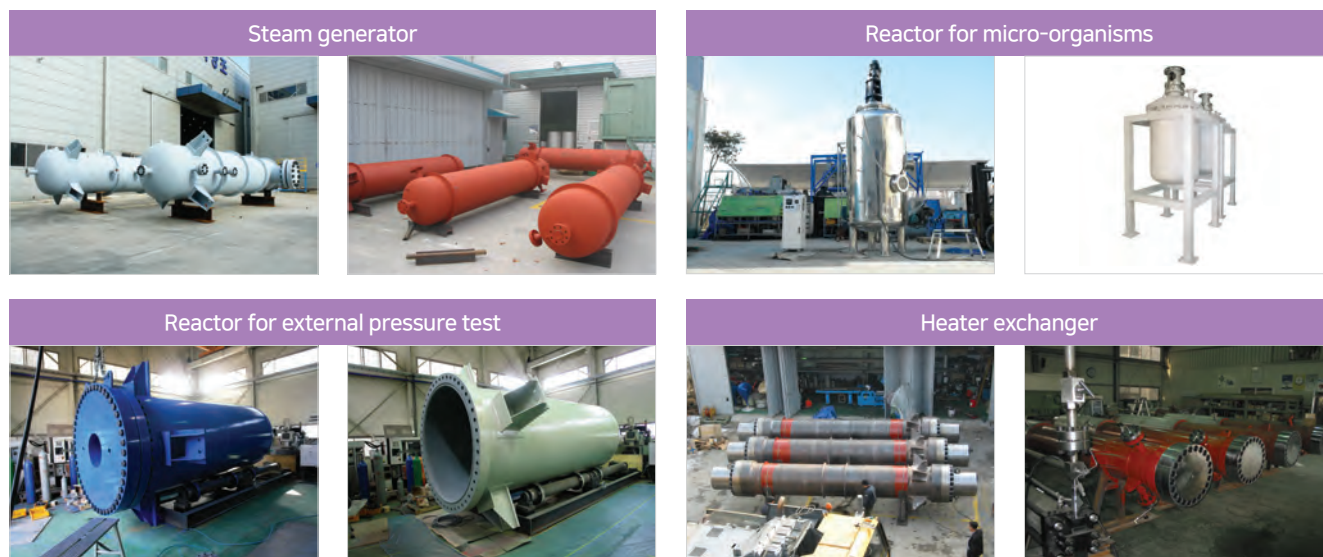 Steam generator
Reactor for micro-organisms
Reactor for external pressure test
Heater exchanger